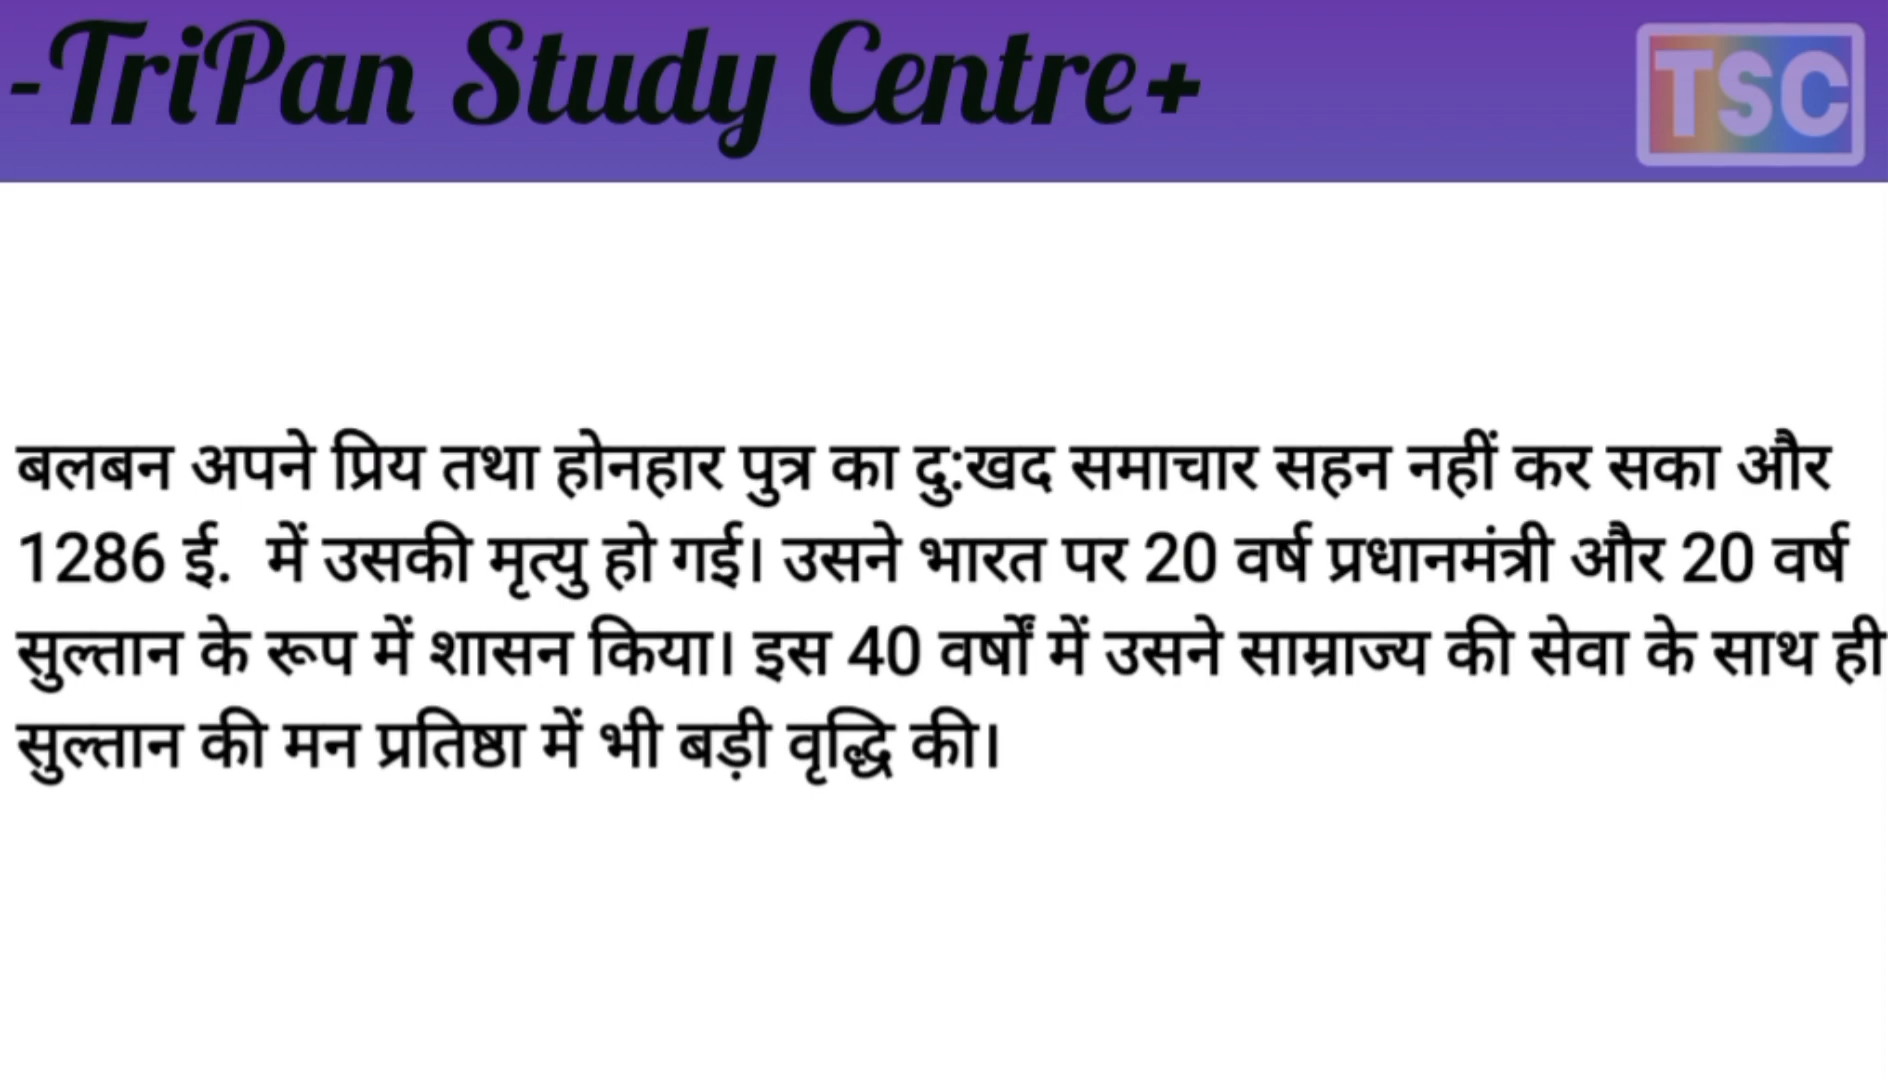 -TriPan Study Centre+
TSC
बलबन अपने प्रिय तथा होनहार पुत्र का दु:खद समाचार सहन नहीं कर सका और
1286 ई. में उसकी मृत्यु हो गई। उसने भारत पर 20 वर्ष प्रधानमंत्री और 20 वर्ष
सुल्तान के रूप में शासन किया। इस 40 वर्षों में उसने साम्राज्य की सेवा के साथ ही
सुल्तान की मन प्रतिष्ठा में भी बड़ी वृद्धि की।